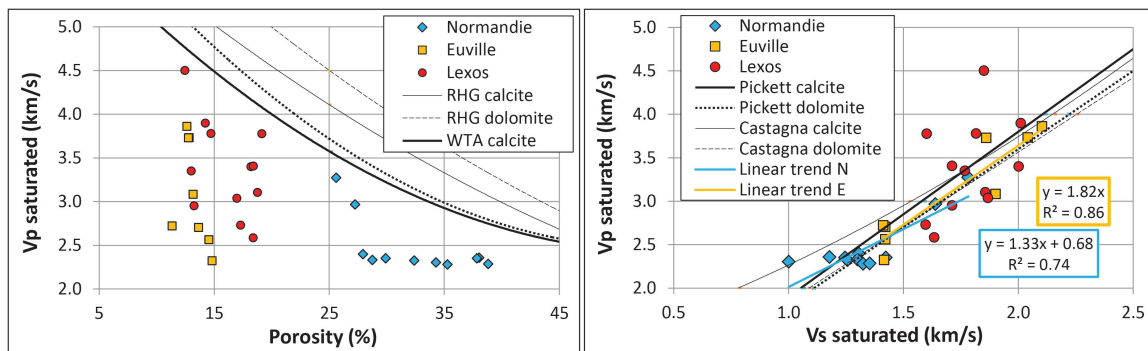 Vp saturated (km/s)
5.0
4.5
4.0
3.5
3.0
2.5
2.0
5
15
25
35
45
Porosity (%)
Normandie
Euville
Lexos
RHG calcite
RHG dolomite
WTA calcite
Vp saturated (km/s)
5.0
4.5
4.0
3.5
3.0
2.5
2.0
0.5
1.0
1.5
2.0
2.5
Vs saturated (km/s)
Normandie
Euville
Lexos
Pickett calcite
Pickett dolomite
Castagna calcite
Castagna dolomite
Linear trend N
Linear trend E
y = 1.82x
R² = 0.86
y = 1.33x + 0.68
R² = 0.74